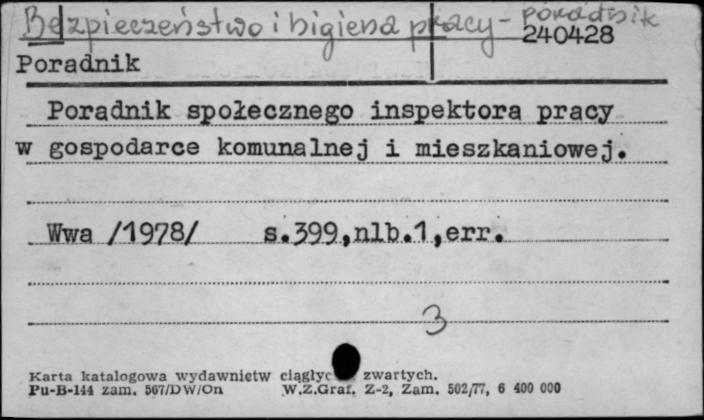 Bezpieczeństwo i higiena pracy - poradnik
240428
Poradnik
Poradnik społecznego inspektora pracy
w gospodarce komunalnej i mieszkaniowej.
Wwa /1978/ s.399,nlb.1,err.
3
Karta katalogowa wydawnictw ciągłyc zwartych.
Pu-B-144 zam. 567/DW/On W.Z.Graf. Z-2, Zam. 502/77, 6 400 000